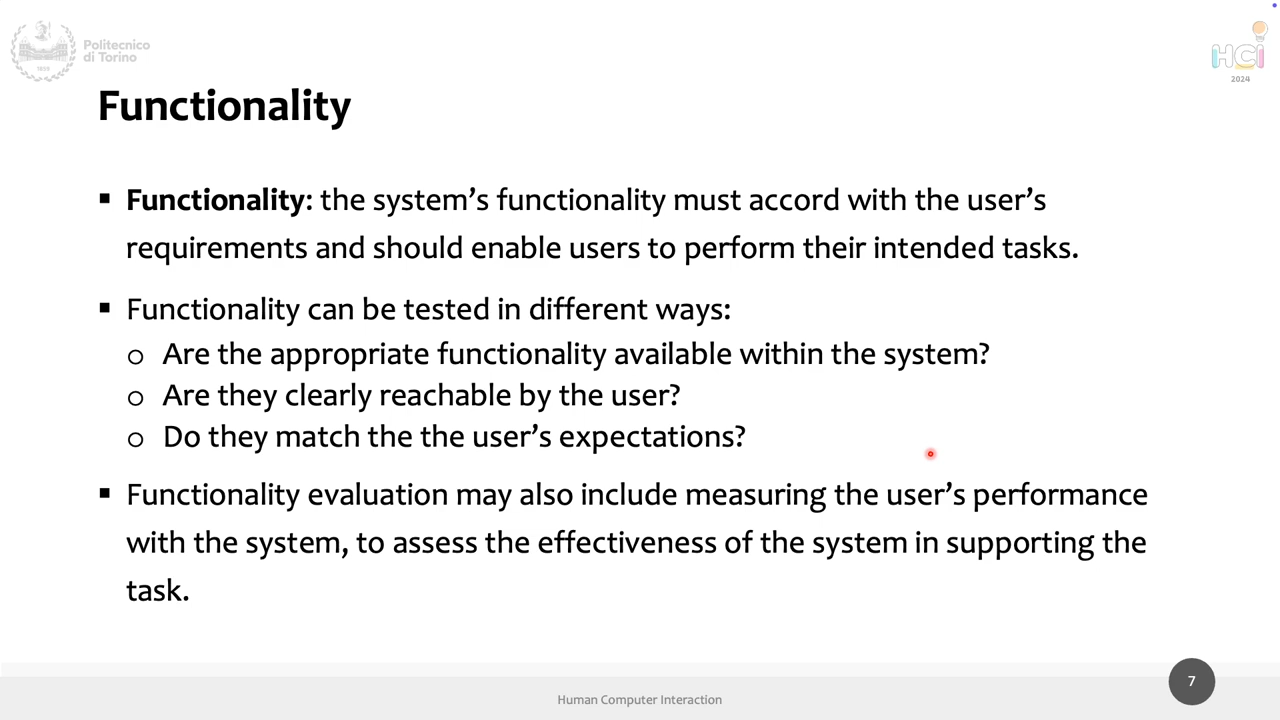 Politecnico
di Torino
1859
HCI
2024
Functionality
▪ Functionality: the system’s functionality must accord with the user’s
requirements and should enable users to perform their intended tasks.
▪ Functionality can be tested in different ways:
o Are the appropriate functionality available within the system?
o Are they clearly reachable by the user?
o Do they match the the user’s expectations?
▪ Functionality evaluation may also include measuring the user’s performance
with the system, to assess the effectiveness of the system in supporting the
task.
Human Computer Interaction
7